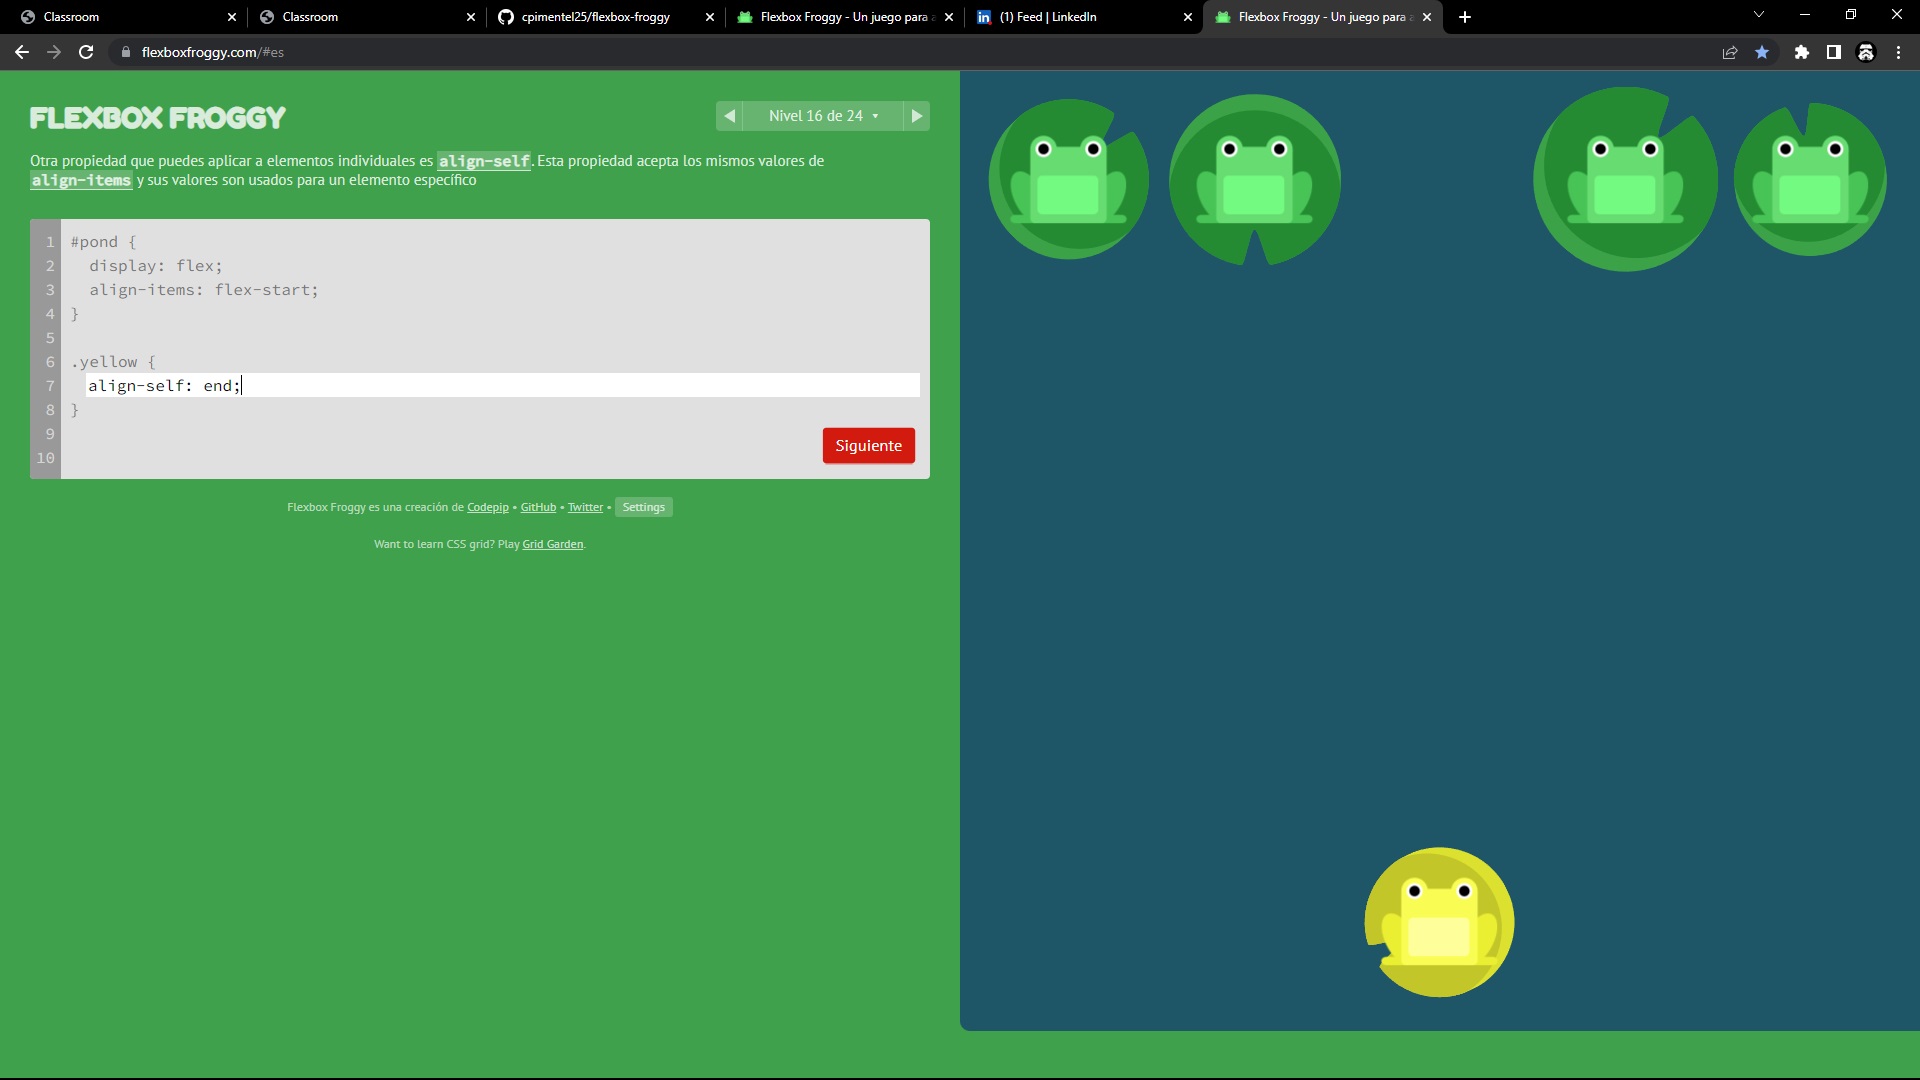 Classroom
Classroom
cpimentel25/flexbox-froggy
Flexbox Froggy - Un juego para a
(1) Feed | LinkedIn
Flexbox Froggy - Un juego para a
flexboxfroggy.com/#es
FLEXBOX FROGGY
Nivel 16 de 24
Otra propiedad que puedes aplicar a elementos individuales es align-self. Esta propiedad acepta los mismos valores de
align-items y sus valores son usados para un elemento específico
1 #pond {
2 display: flex;
3 align-items: flex-start;
4 }
5
6 .yellow {
7 align-self: end;
8 }
9
10
Siguiente
Flexbox Froggy es una creación de Codepip • GitHub • Twitter • Settings
Want to learn CSS grid? Play Grid Garden.